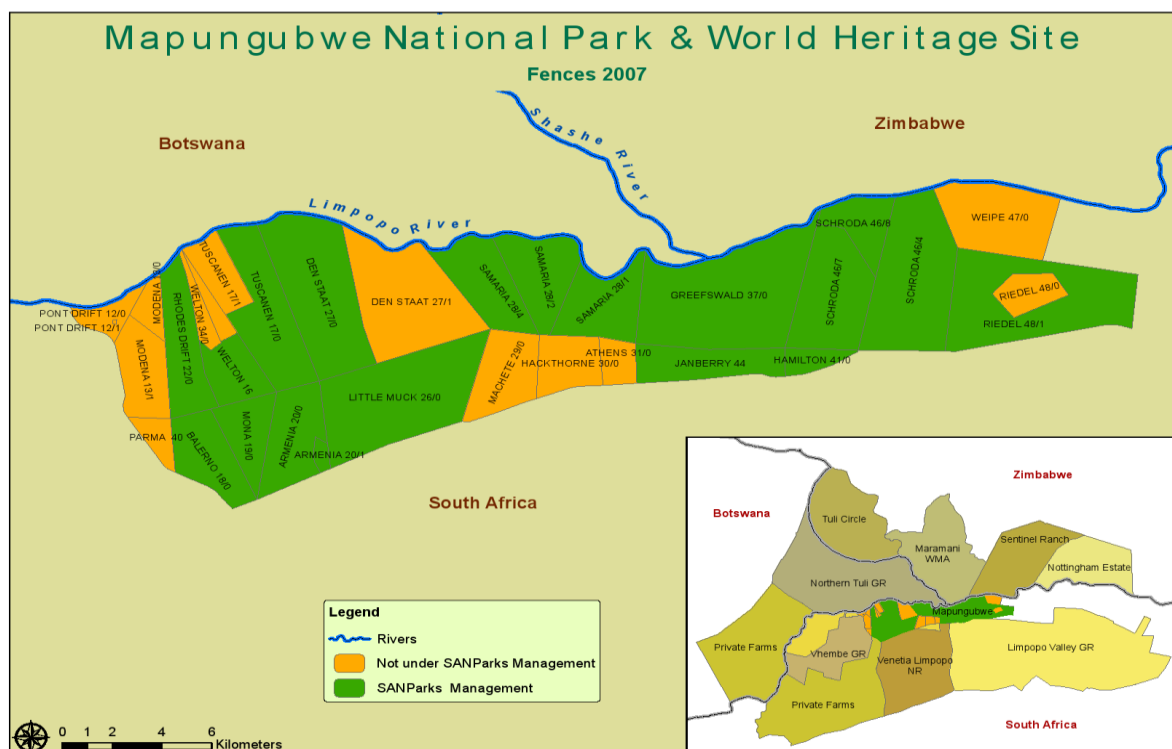 Mapungubwe National Park & World Heritage Site
Fences 2007
Botswana
Zimbabwe
Shashe River
Limpopo River
PONT DRIFT 12/0
PONT DRIFT 12/1
MODENA 13/1
PARMA 40
RHODES DRIFT 22/0
WELTON 34/0
TUSCANEN 17/1
TUSCANEN 17/0
WELTON 16
BALERNO 18/0
MONA 19/0
ARMENIA 20/0
ARMENIA 20/1
DEN STAAT 27/0
DEN STAAT 27/1
LITTLE MUCK 26/0
SAMARIA 28/4
SAMARIA 28/2
SAMARIA 28/1
MACHETE 29/0
HACKTHORNE 30/0
ATHENS 31/0
GREEFSWALD 37/0
JANBERRY 44
HAMILTON 41/0
SCHRODA 46/8
SCHRODA 46/7
SCHRODA 46/4
WEIPE 47/0
RIEDEL 48/0
RIEDEL 48/1
South Africa
Legend
Rivers
Not under SANParks Management
SANParks Management
0 1 2 4 6
Kilometers
Zimbabwe
Botswana
Tuli Circle
Maramani
WMA
Sentinel Ranch
Nottingham Estate
Northern Tuli GR
Mapungubwe
Private Farms
Vhembe GR
Venetia Limpopo
NR
Limpopo Valley GR
Private Farms
South Africa